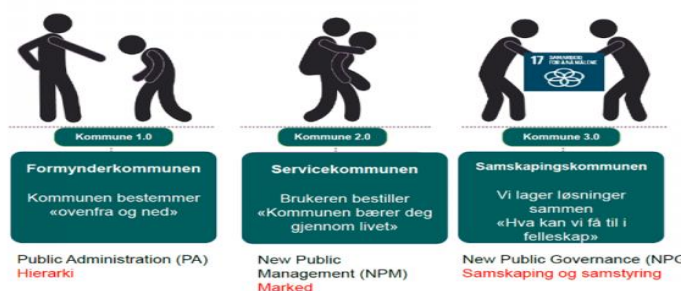 17 SAMARBEID
FOR Å NÅ MÅLENE
Kommune 1.0
Kommune 2.0
Kommune 3.0
Formynderkommunen
Kommunen bestemmer
«ovenfra og ned»
Servicekommunen
Brukeren bestiller
«Kommunen bærer deg
gjennom livet»
Samskapingskommunen
Vi lager løsninger
sammen
«Hva kan vi få til i
felleskap»
Public Administration (PA)
Hierarki
New Public
Management (NPM)
Marked
New Public Governance (NPG
Samskaping og samstyring